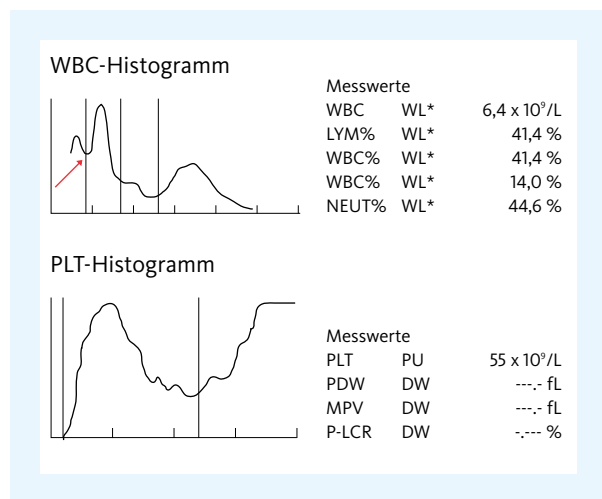 WBC-Histogramm
Messwerte
WBC WL* 6,4 x 10⁹/L
LYM% WL* 41,4 %
WBC% WL* 41,4 %
WBC% WL* 14,0 %
NEUT% WL* 44,6 %
PLT-Histogramm
Messwerte
PLT PU 55 x 10⁹/L
PDW DW ---.- fL
MPV DW ---.- fL
P-LCR DW -.--- %